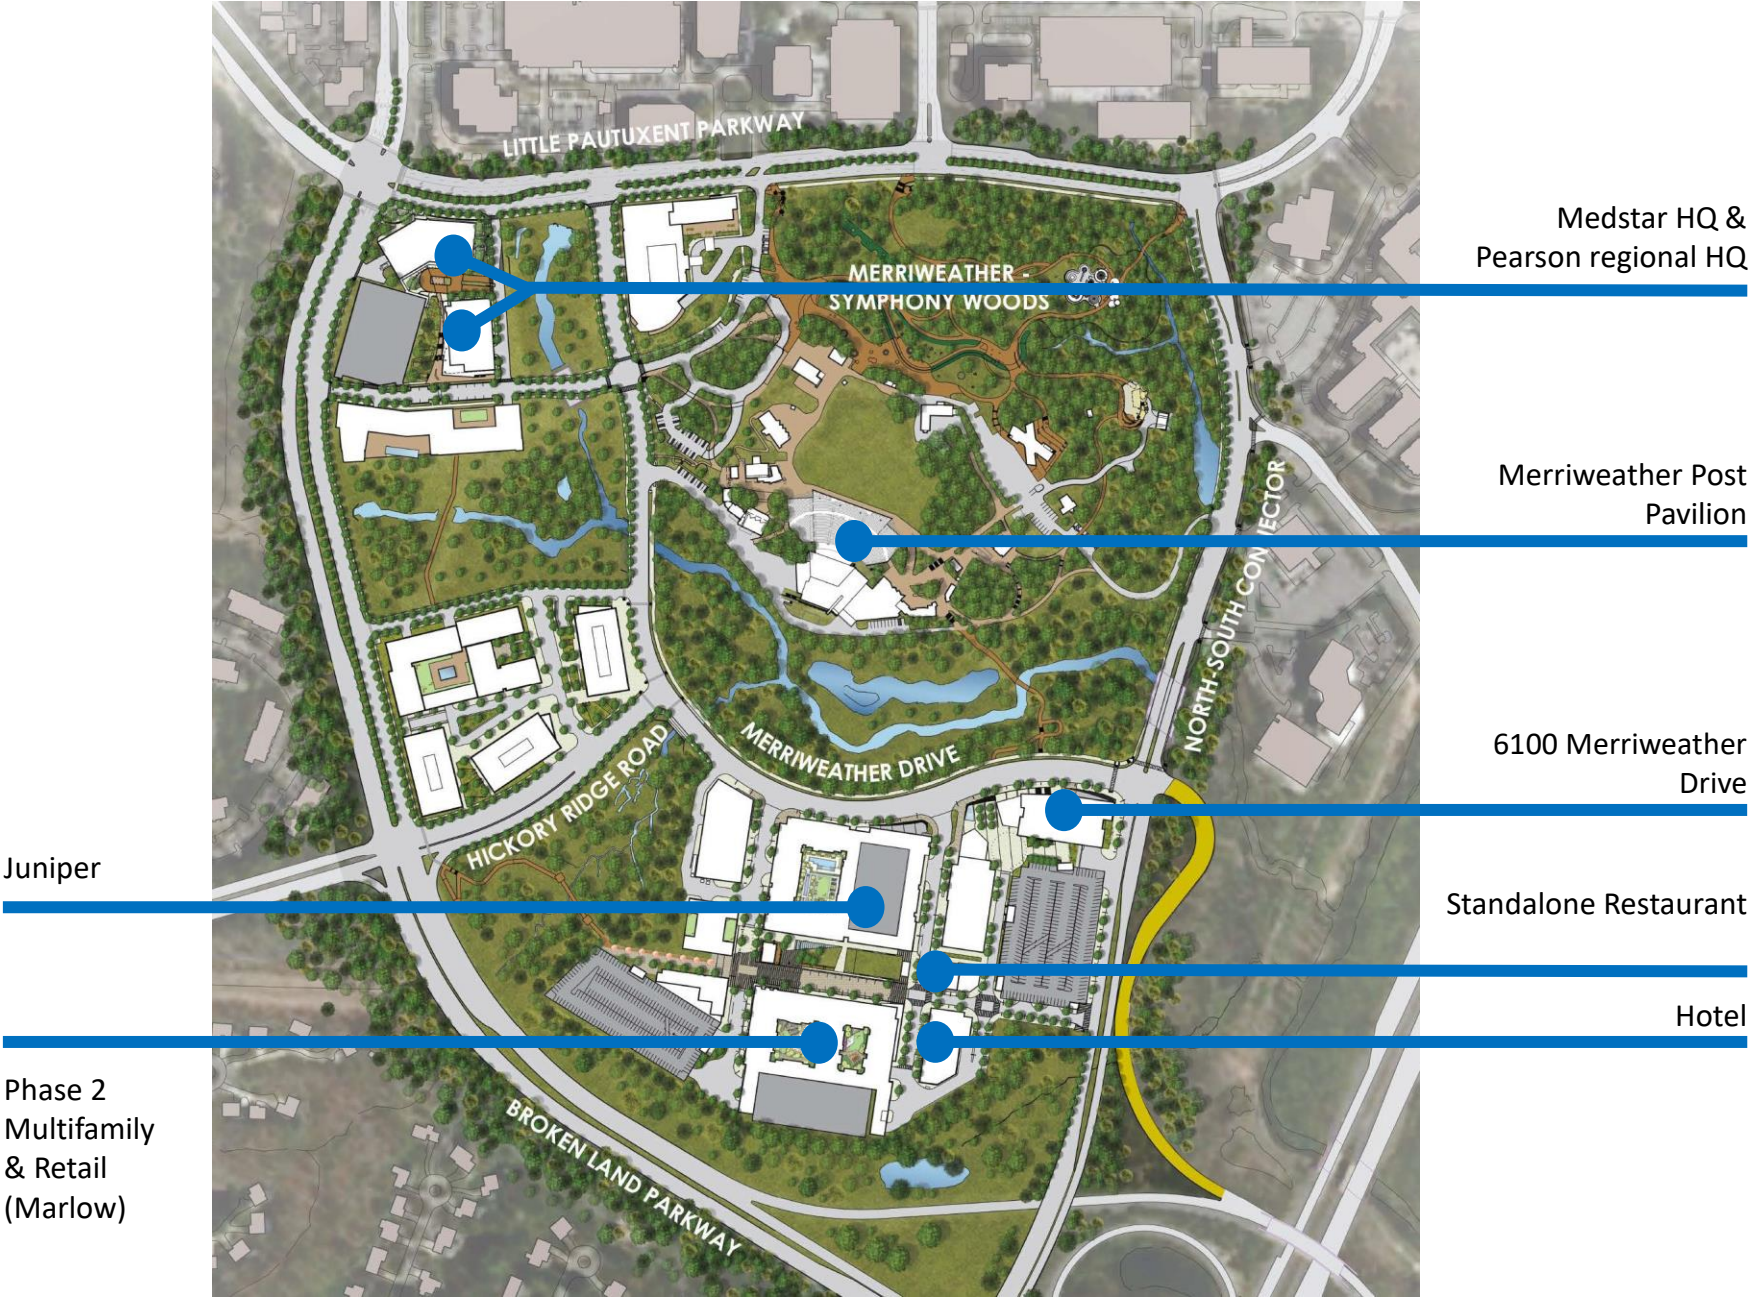 LITTLE PAUTUXENT PARKWAY
Medstar HQ &
Pearson regional HQ
MERRIWEATHER -
SYMPHONY WOODS
Merriweather Post
Pavilion
NORTH-SOUTH CONNECTOR
6100 Merriweather
Drive
MERRIWEATHER DRIVE
HICKORY RIDGE ROAD
Juniper
Standalone Restaurant
Hotel
Phase 2
Multifamily
& Retail
(Marlow)
BROKEN LAND PARKWAY